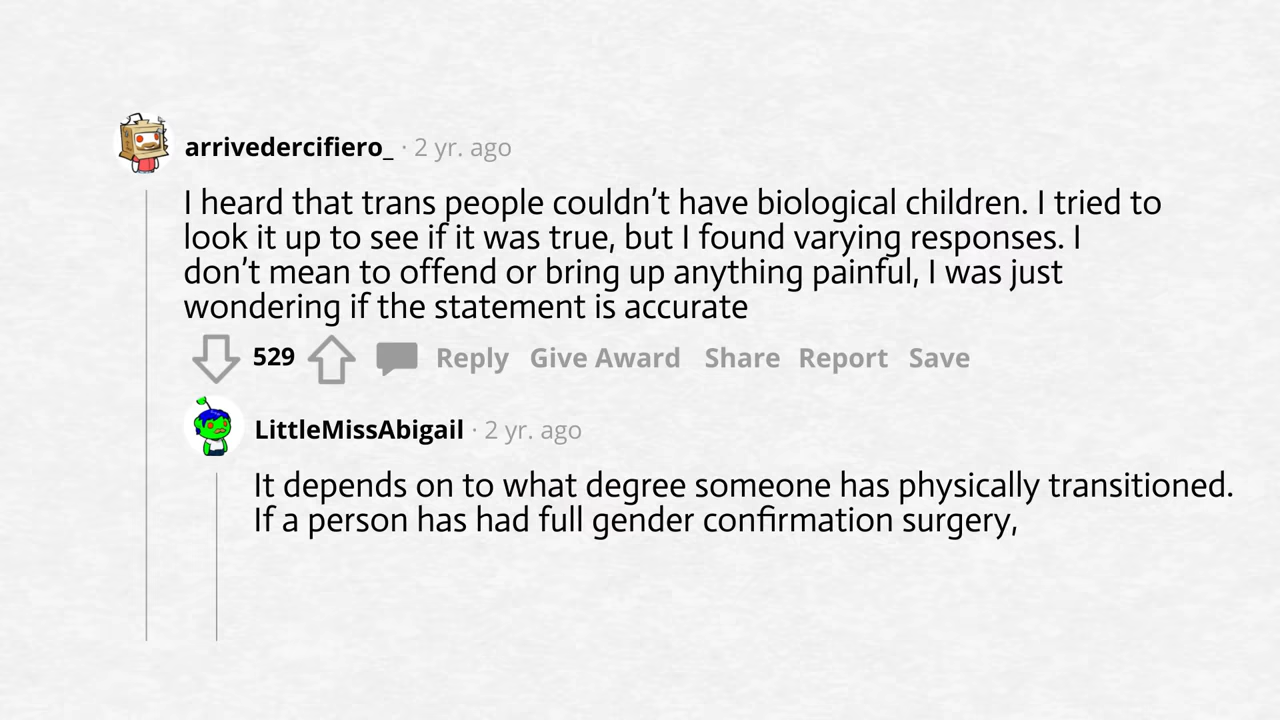 arrivedercifiero_ · 2 yr. ago
I heard that trans people couldn’t have biological children. I tried to
look it up to see if it was true, but I found varying responses. I
don’t mean to offend or bring up anything painful, I was just
wondering if the statement is accurate
529 Reply Give Award Share Report Save
LittleMissAbigail · 2 yr. ago
It depends on to what degree someone has physically transitioned.
If a person has had full gender confirmation surgery,